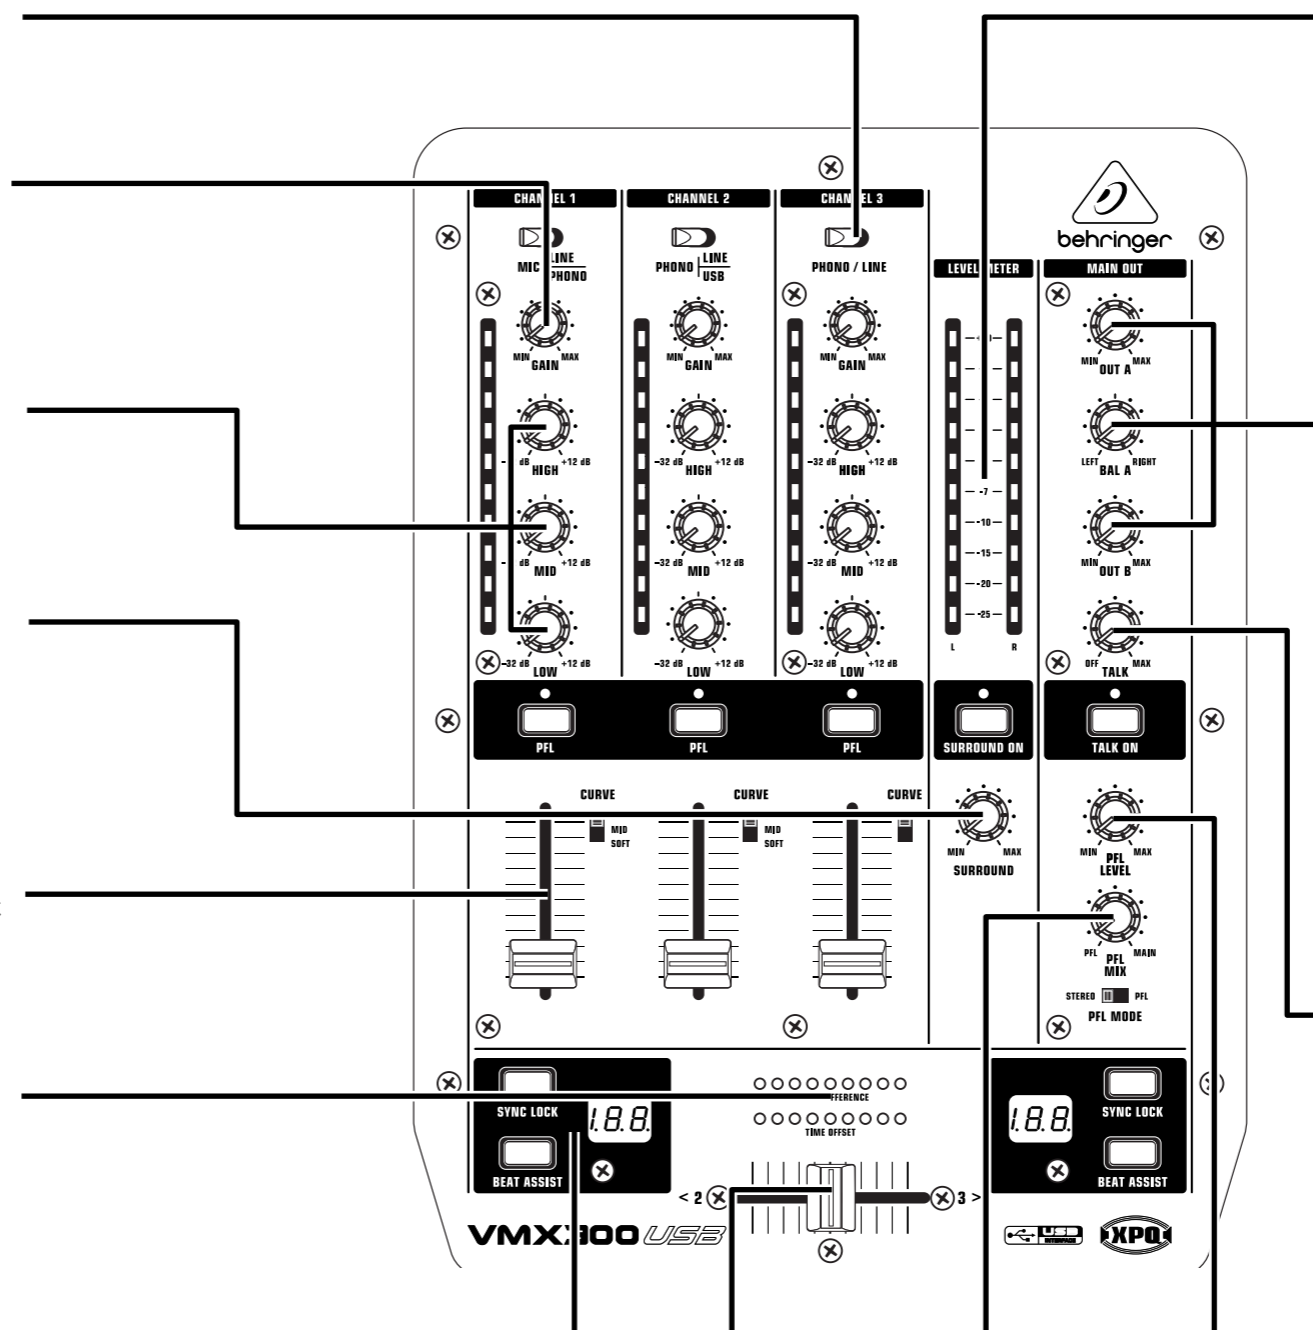 CHANNEL 1 CHANNEL 2 CHANNEL 3
behringer
MIC LINE PHONO PHONO LINE USB PHONO / LINE
LEVEL METER MAIN OUT
MIN MAX MIN MAX MIN MAX MIN MAX
GAIN GAIN GAIN OUT A
dB +12 dB -32 dB +12 dB -32 dB +12 dB LEFT RIGHT
HIGH HIGH HIGH BAL A
-7
-10
-15
dB +12 dB -32 dB +12 dB -32 dB +12 dB MIN MAX
MID MID MID OUT B
-20
-25
L R
-32 dB +12 dB -32 dB +12 dB -32 dB +12 dB OFF MAX
LOW LOW LOW TALK
PFL PFL PFL SURROUND ON TALK ON
CURVE CURVE CURVE
MID MID
SOFT SOFT
MIN MAX MIN MAX
SURROUND PFL LEVEL
PFL MAIN
PFL MIX
STEREO PFL
PFL MODE
SYNC LOCK 1.8.8. FFERENCE 1.8.8. SYNC LOCK
TIME OFFSET
BEAT ASSIST BEAT ASSIST
< 2 3 >
VMX300 USB USB INTERFACE XPQ